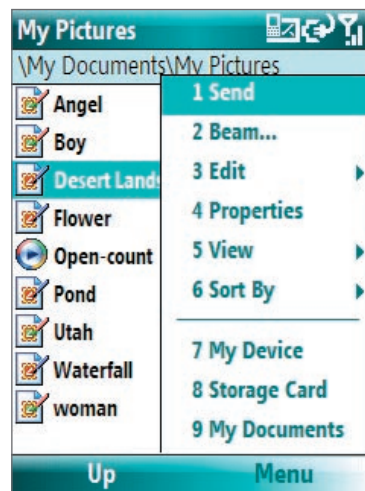 My Pictures
\My Documents\My Pictures
Angel
Boy
Desert Lands
Flower
Open-count
Pond
Utah
Waterfall
woman
1 Send
2 Beam...
3 Edit
4 Properties
5 View
6 Sort By
7 My Device
8 Storage Card
9 My Documents
Up
Menu